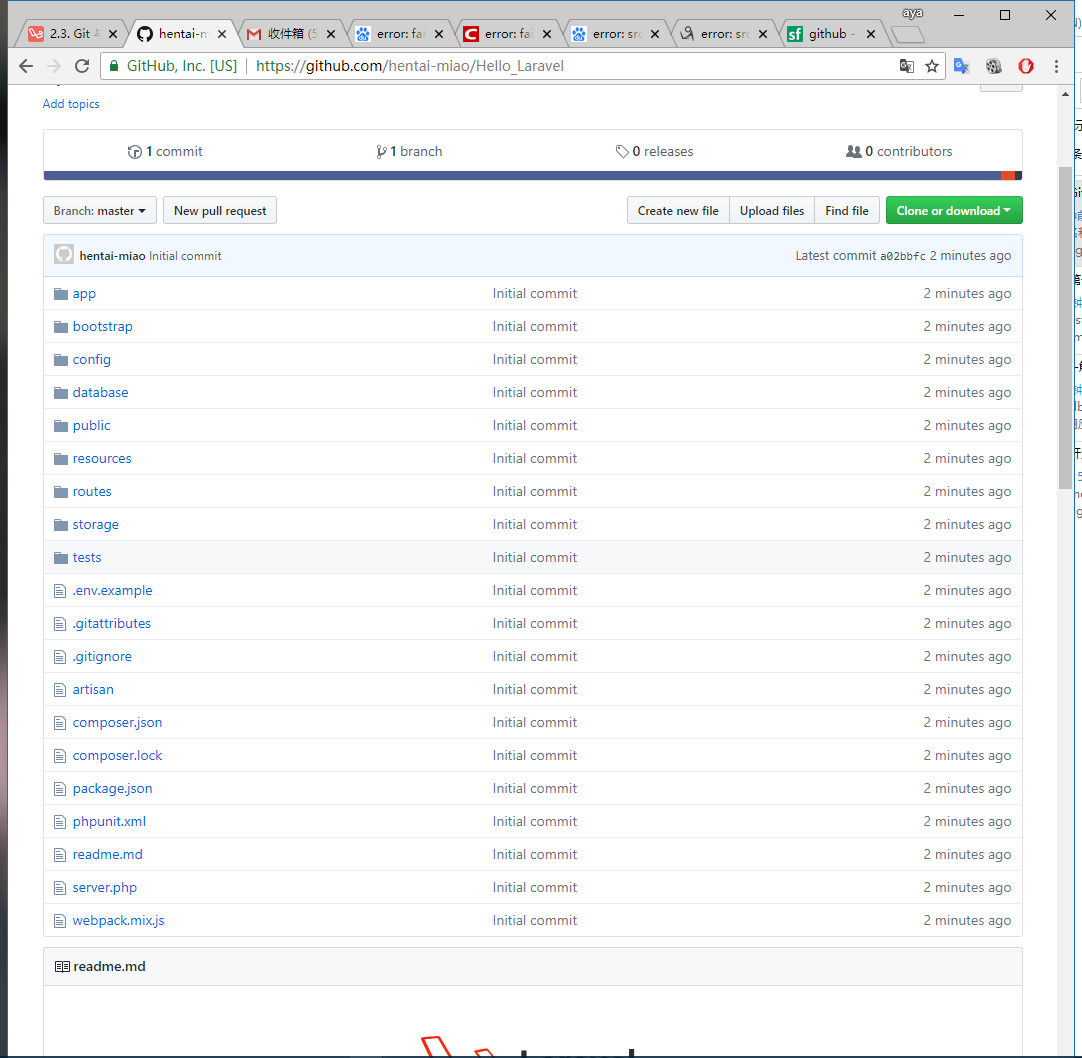 aya
2.3. Git
hentai-m
收件箱 (5
error: fai
error: fai
error: src
error: src
github -
GitHub, Inc. [US] https://github.com/hentai-miao/Hello_Laravel
Add topics
1 commit
1 branch
0 releases
0 contributors
Branch: master
New pull request
Create new file
Upload files
Find file
Clone or download
hentai-miao Initial commit
Latest commit a02bbfc 2 minutes ago
app Initial commit 2 minutes ago
bootstrap Initial commit 2 minutes ago
config Initial commit 2 minutes ago
database Initial commit 2 minutes ago
public Initial commit 2 minutes ago
resources Initial commit 2 minutes ago
routes Initial commit 2 minutes ago
storage Initial commit 2 minutes ago
tests Initial commit 2 minutes ago
.env.example Initial commit 2 minutes ago
.gitattributes Initial commit 2 minutes ago
.gitignore Initial commit 2 minutes ago
artisan Initial commit 2 minutes ago
composer.json Initial commit 2 minutes ago
composer.lock Initial commit 2 minutes ago
package.json Initial commit 2 minutes ago
phpunit.xml Initial commit 2 minutes ago
readme.md Initial commit 2 minutes ago
server.php Initial commit 2 minutes ago
webpack.mix.js Initial commit 2 minutes ago
readme.md